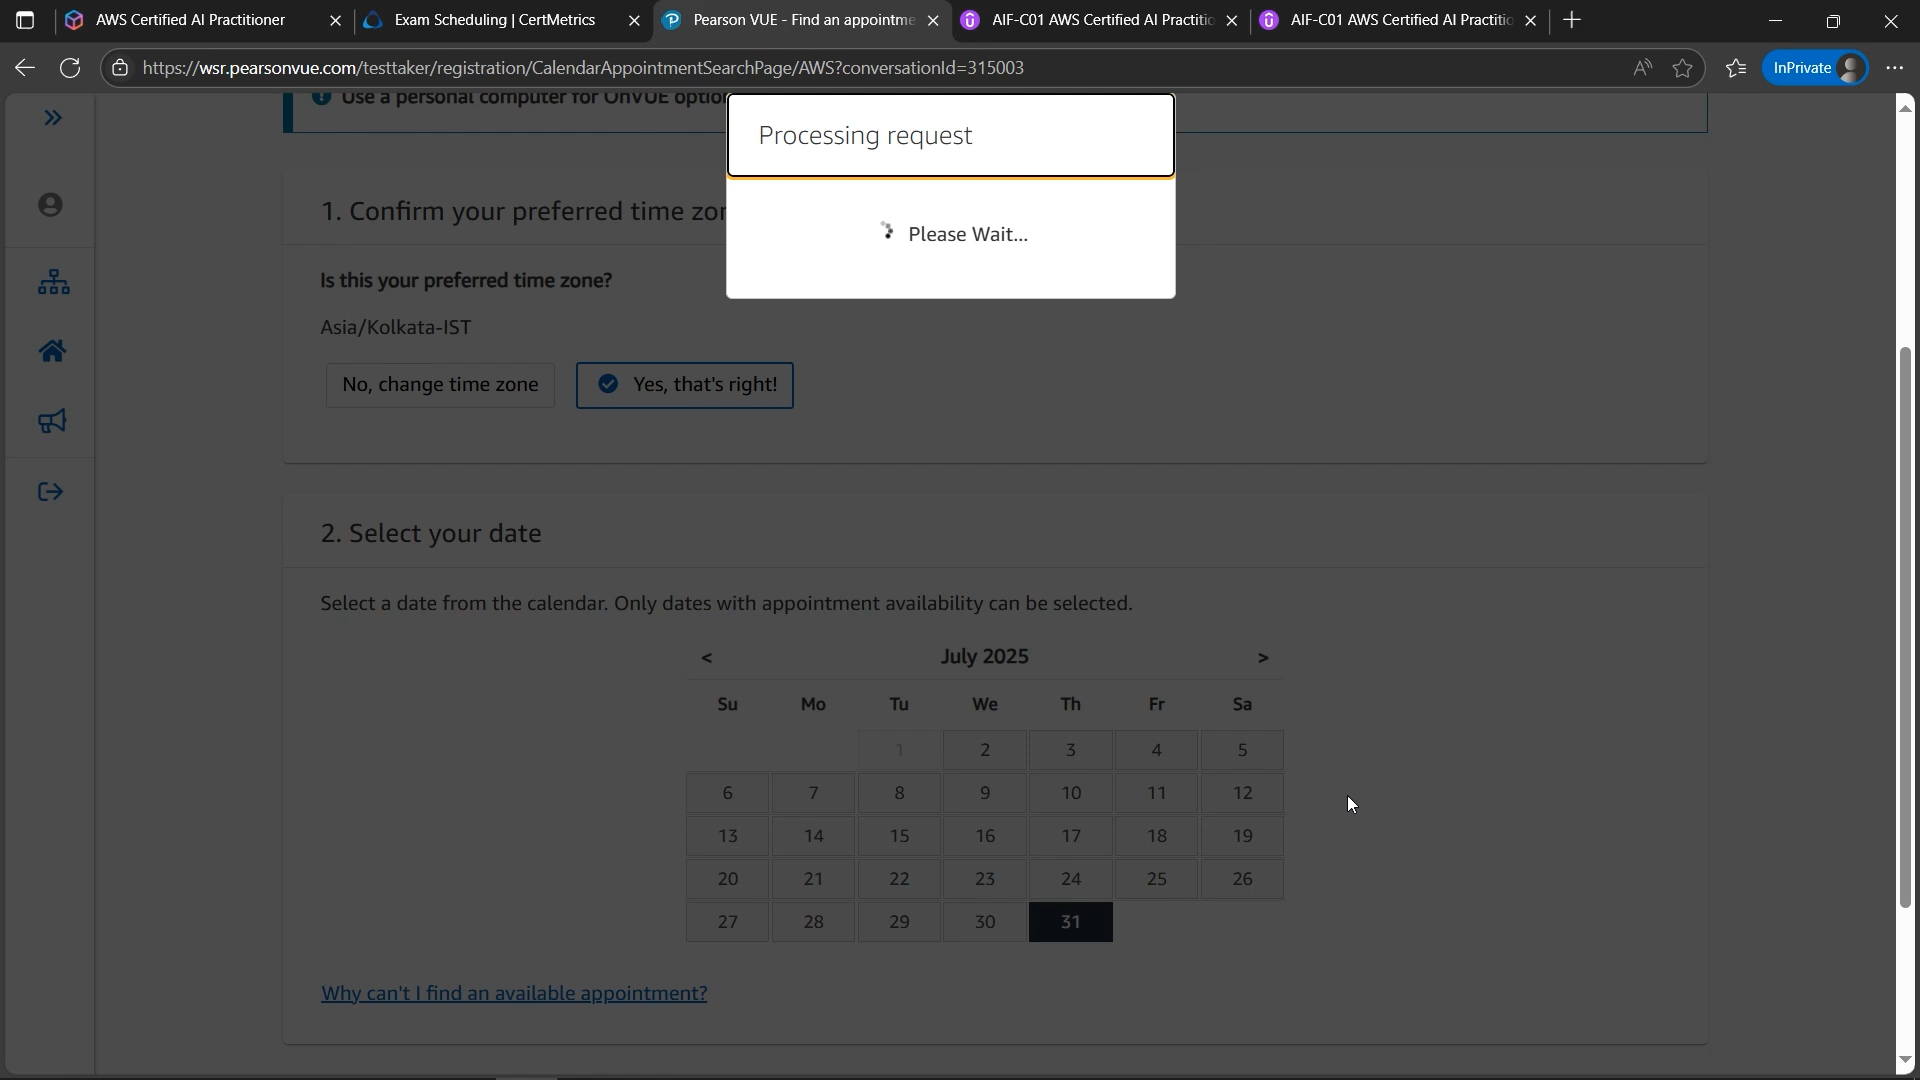 AWS Certified AI Practitioner
Exam Scheduling | CertMetrics
Pearson VUE - Find an appointme
AIF-C01 AWS Certified AI Practitio
AIF-C01 AWS Certified AI Practitio
https://wsr.pearsonvue.com/testtaker/registration/CalendarAppointmentSearchPage/AWS?conversationId=315003
InPrivate
Use a personal computer for OnVUE optio
Processing request
Please Wait...
1. Confirm your preferred time zon
Is this your preferred time zone?
Asia/Kolkata-IST
No, change time zone
Yes, that's right!
2. Select your date
Select a date from the calendar. Only dates with appointment availability can be selected.
< July 2025 >
Su Mo Tu We Th Fr Sa
1 2 3 4 5
6 7 8 9 10 11 12
13 14 15 16 17 18 19
20 21 22 23 24 25 26
27 28 29 30 31
Why can't I find an available appointment?